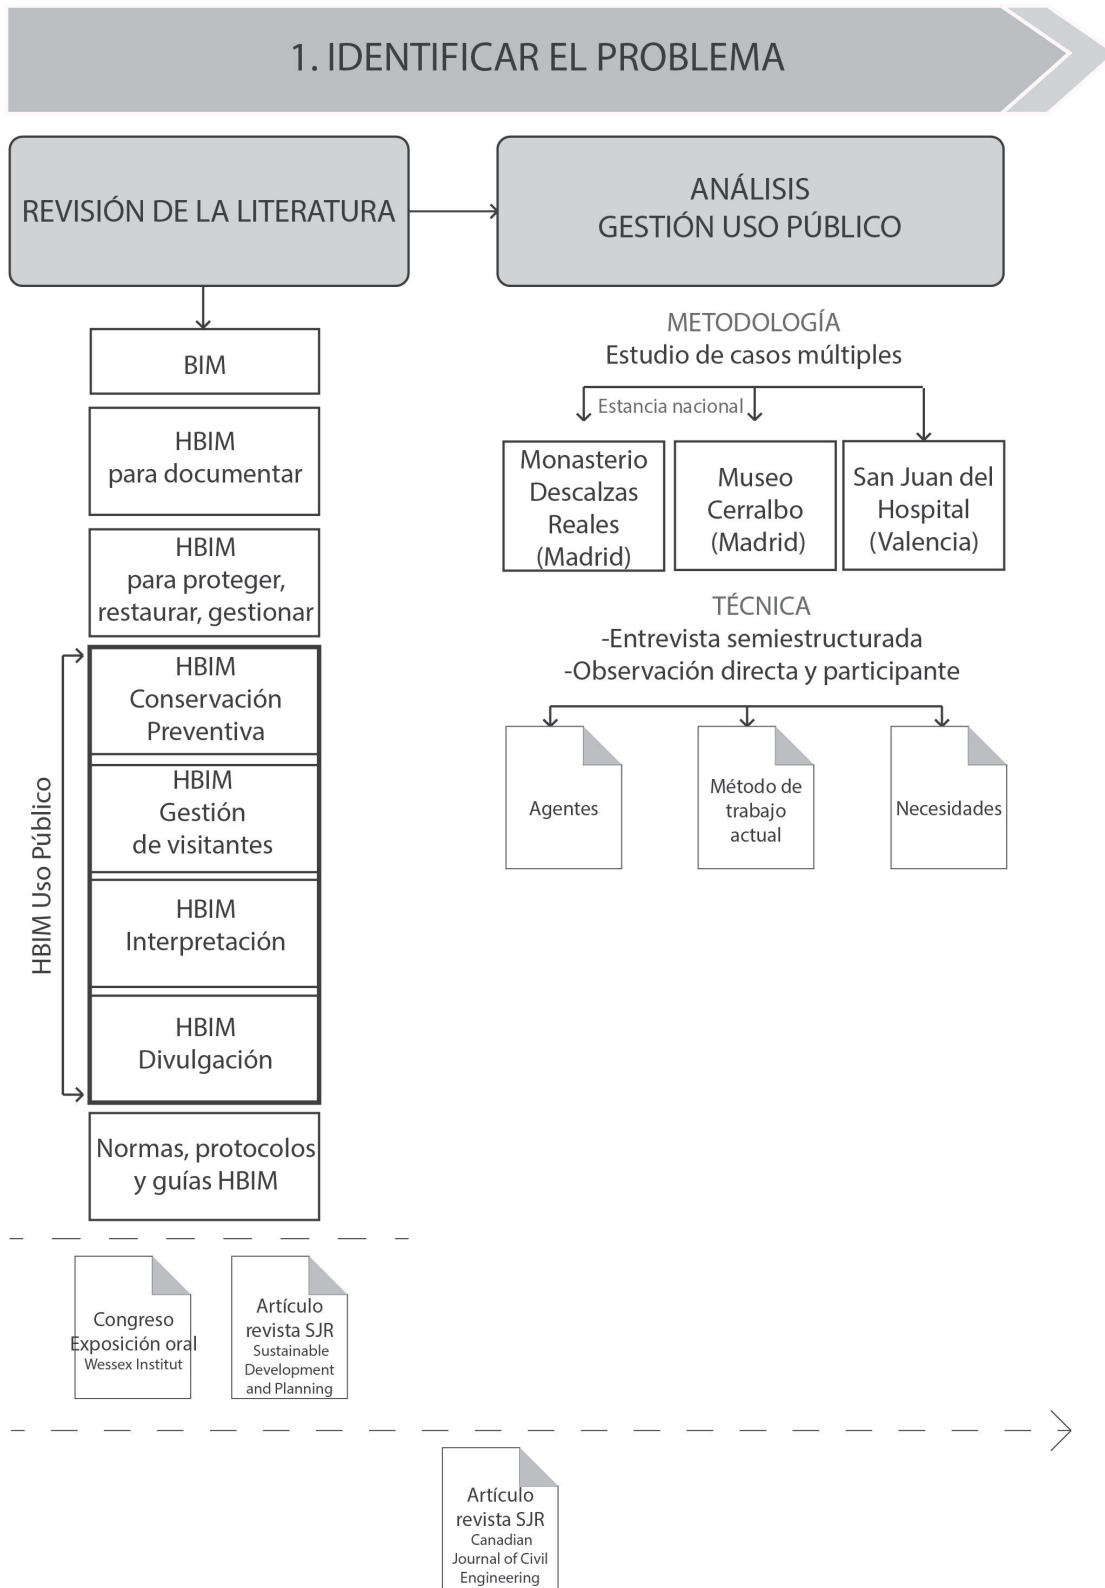 1. IDENTIFICAR EL PROBLEMA
REVISIÓN DE LA LITERATURA
ANÁLISIS
GESTIÓN USO PÚBLICO
BIM
HBIM
para documentar
HBIM
para proteger,
restaurar, gestionar
HBIM Uso Público
HBIM
Conservación
Preventiva
HBIM
Gestión
de visitantes
HBIM
Interpretación
HBIM
Divulgación
Normas, protocolos
y guías HBIM
METODOLOGÍA
Estudio de casos múltiples
Estancia nacional
Monasterio
Descalzas
Reales
(Madrid)
Museo
Cerralbo
(Madrid)
San Juan del
Hospital
(Valencia)
TÉCNICA
-Entrevista semiestructurada
-Observación directa y participante
Agentes
Método de
trabajo
actual
Necesidades
Congreso
Exposición oral
Wessex Institut
Artículo
revista SJR
Sustainable
Development
and Planning
Artículo
revista SJR
Canadian
Journal of Civil
Engineering